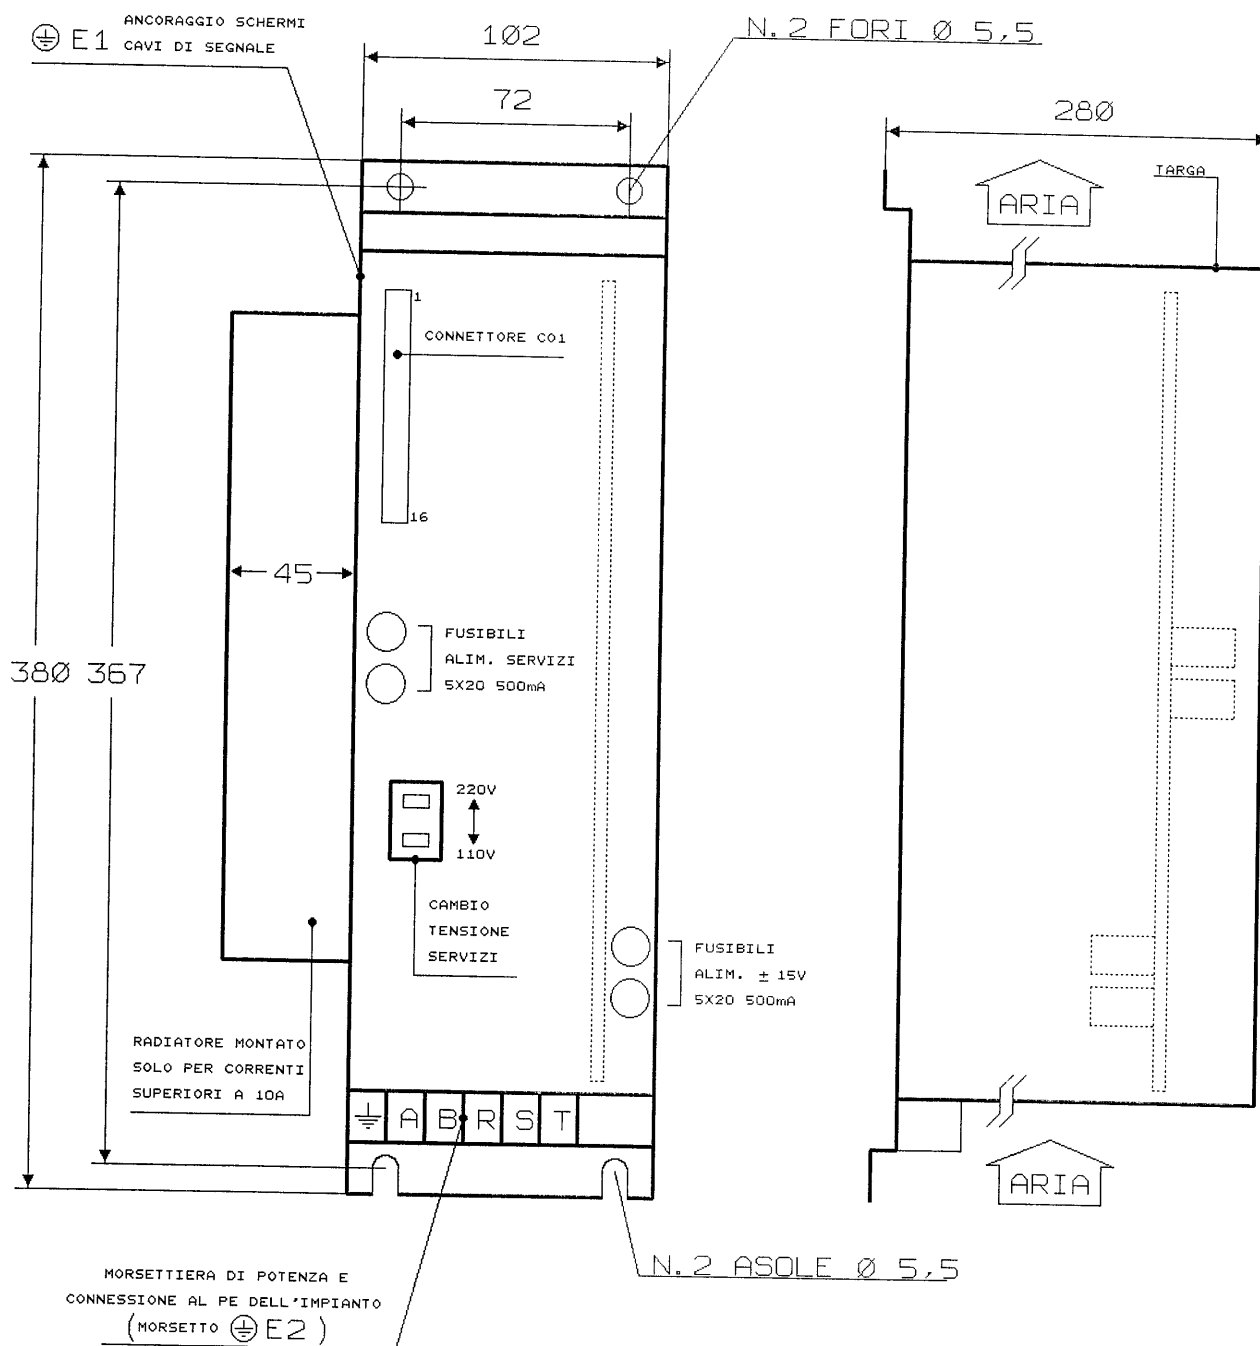 ANCORAGGIO SCHERMI
E1 CAVI DI SEGNALE
102
N.2 FORI Ø 5,5
72
280
TARGA
ARIA
1
CONNETTORE CO1
16
45
FUSIBILI
ALIM. SERVIZI
5X20 500mA
380 367
220V
110V
CAMBIO
TENSIONE
SERVIZI
FUSIBILI
ALIM. ± 15V
5X20 500mA
RADIATORE MONTATO
SOLO PER CORRENTI
SUPERIORI A 10A
A B R S T
ARIA
N.2 ASOLE Ø 5,5
MORSETTIERA DI POTENZA E
CONNESSIONE AL PE DELL'IMPIANTO
(MORSETTO E2)